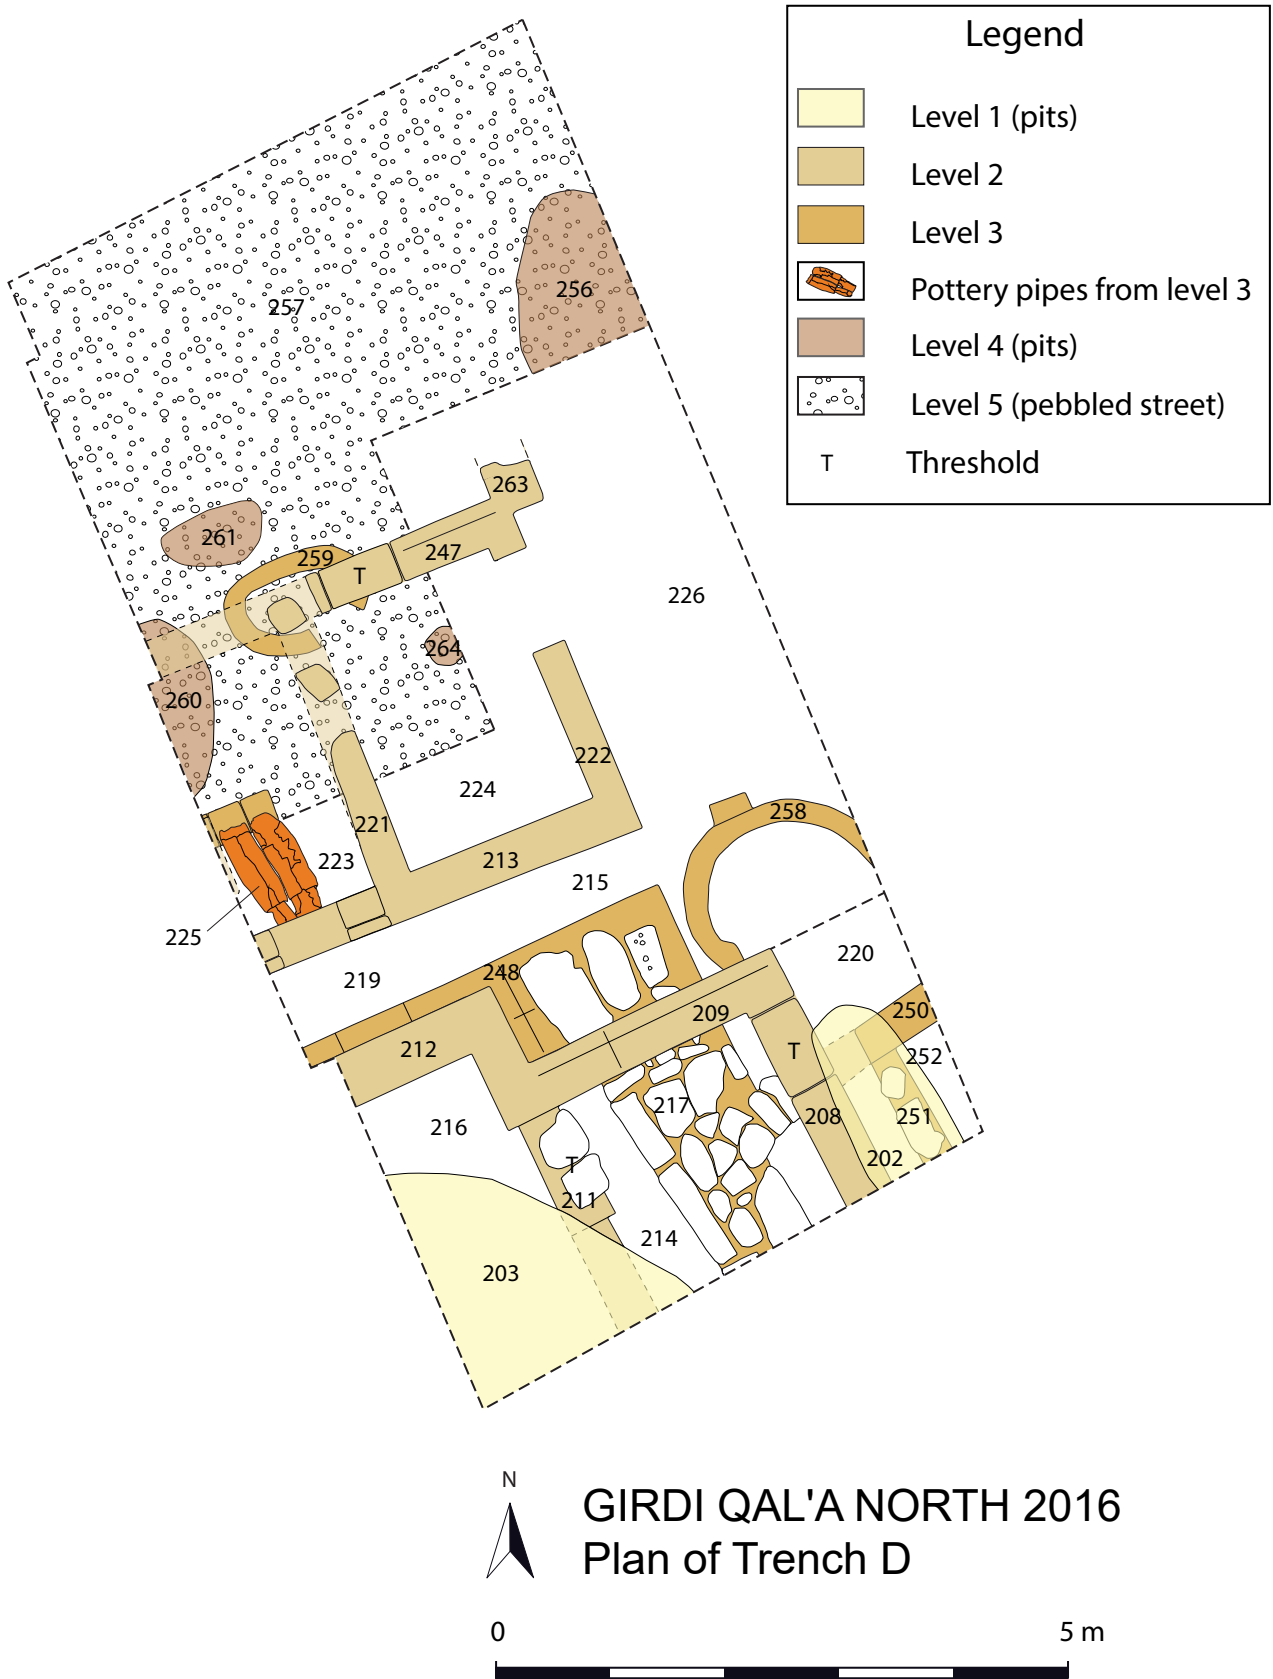 Legend
Level 1 (pits)
Level 2
Level 3
Pottery pipes from level 3
Level 4 (pits)
Level 5 (pebbled street)
T Threshold
256
257
263
261
259
T
247
226
264
260
222
224
258
221
213
223
215
225
219
248
220
209
250
212
T
252
217
216
208
251
T
202
211
214
203
N
GIRDI QAL'A NORTH 2016
Plan of Trench D
0 5 m